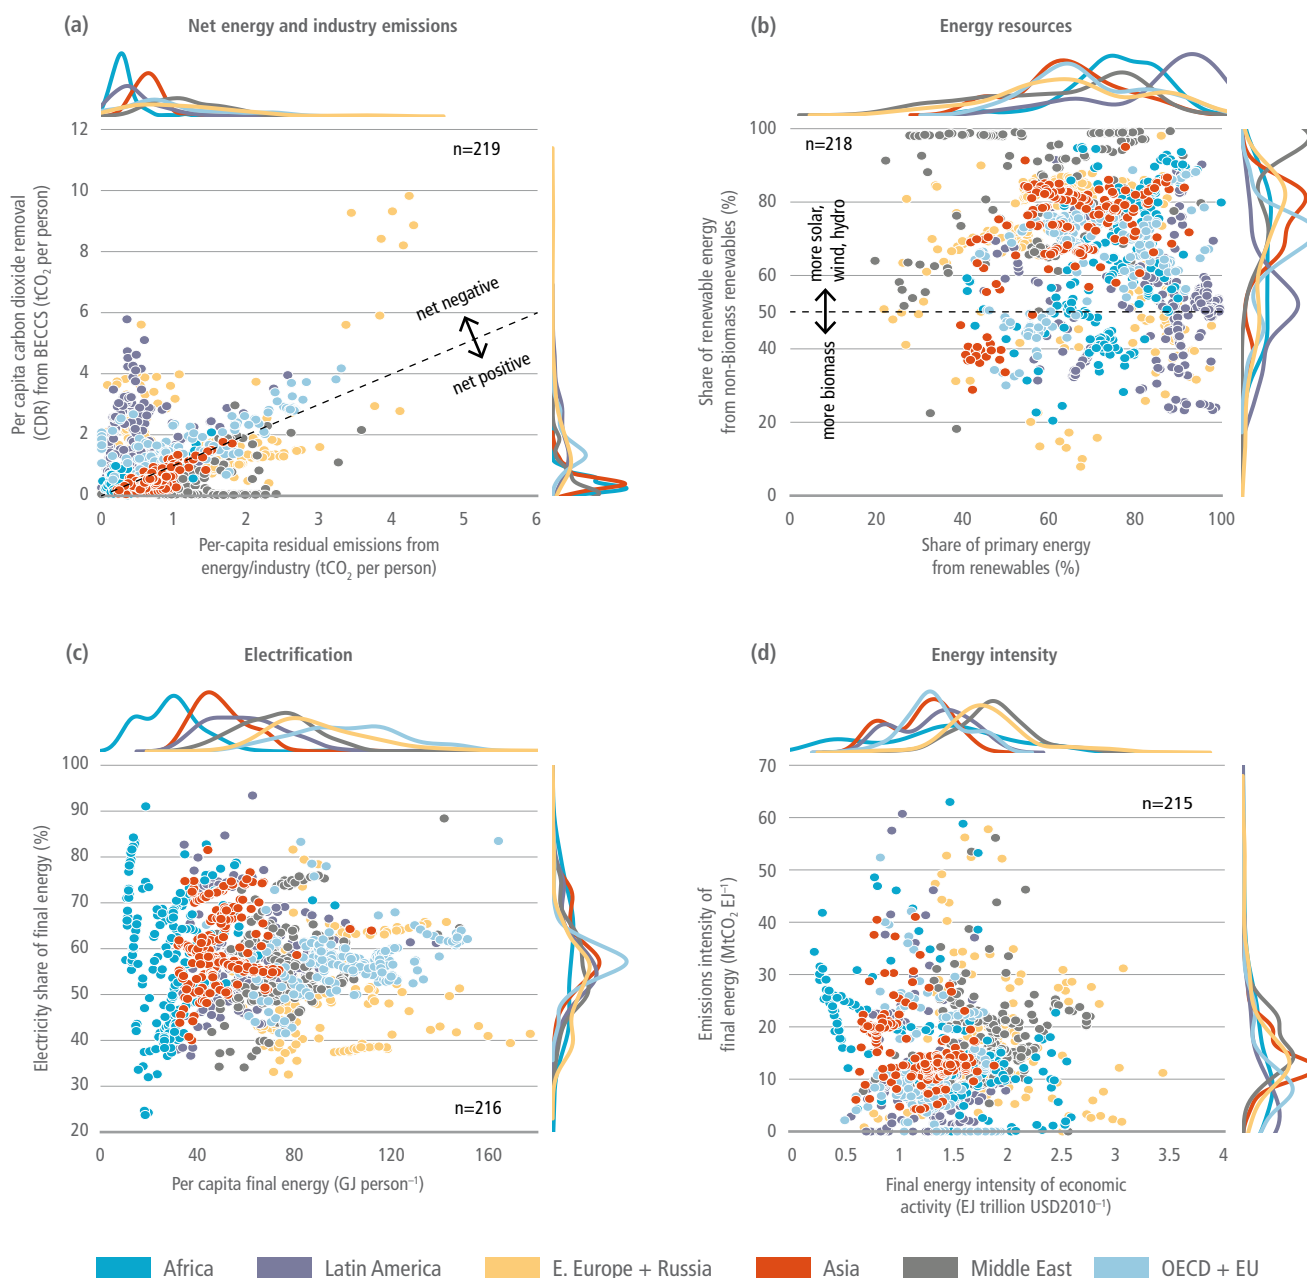 (a)
Net energy and industry emissions
n=219
12
10
8
6
4
2
0
Per capita carbon dioxide removal
(CDR) from BECCS (tCO₂ per person)
net negative
net positive
0 1 2 3 4 5 6
Per-capita residual emissions from
energy/industry (tCO₂ per person)
(b)
Energy resources
n=218
100
80
60
50
40
20
0
Share of renewable energy
from non-Biomass renewables (%)
more solar,
wind, hydro
more biomass
0 20 40 60 80 100
Share of primary energy
from renewables (%)
(c)
Electrification
100
90
80
70
60
50
40
30
20
Electricity share of final energy (%)
n=216
0 40 80 120 160
Per capita final energy (GJ person⁻¹)
(d)
Energy intensity
n=215
70
60
50
40
30
20
10
0
Emissions intensity of
final energy (MtCO₂ EJ⁻¹)
0 0.5 1 1.5 2 2.5 3 3.5 4
Final energy intensity of economic
activity (EJ trillion USD2010⁻¹)
Africa
Latin America
E. Europe + Russia
Asia
Middle East
OECD + EU